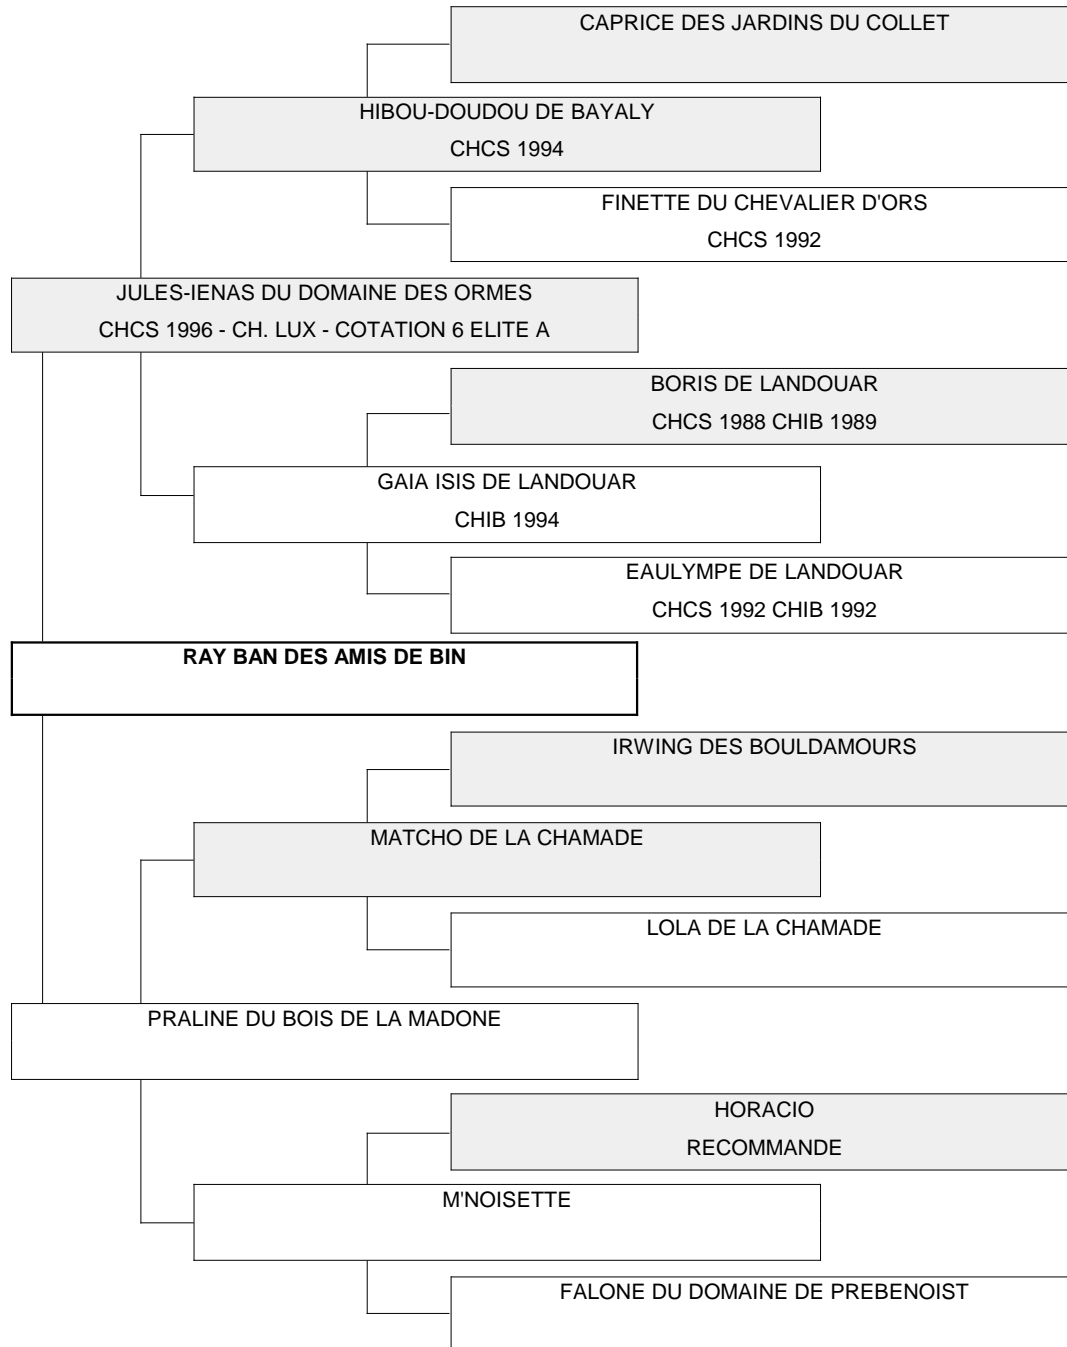 CAPRICE DES JARDINS DU COLLET
HIBOU-DOUDOU DE BAYALY
CHCS 1994
FINETTE DU CHEVALIER D'ORS
CHCS 1992
JULES-IENAS DU DOMAINE DES ORMES
CHCS 1996 - CH. LUX - COTATION 6 ELITE A
BORIS DE LANDOUAR
CHCS 1988 CHIB 1989
GAIA ISIS DE LANDOUAR
CHIB 1994
EAULYMPE DE LANDOUAR
CHCS 1992 CHIB 1992
RAY BAN DES AMIS DE BIN
IRWING DES BOULDAMOURS
MATCHO DE LA CHAMADE
LOLA DE LA CHAMADE
PRALINE DU BOIS DE LA MADONE
HORACIO
RECOMMANDE
M'NOISETTE
FALONE DU DOMAINE DE PREBENOIST